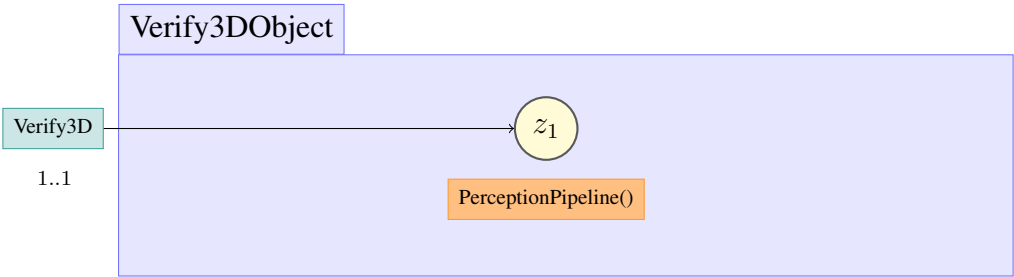 Verify3DObject
Verify3D
z₁
1..1
PerceptionPipeline()